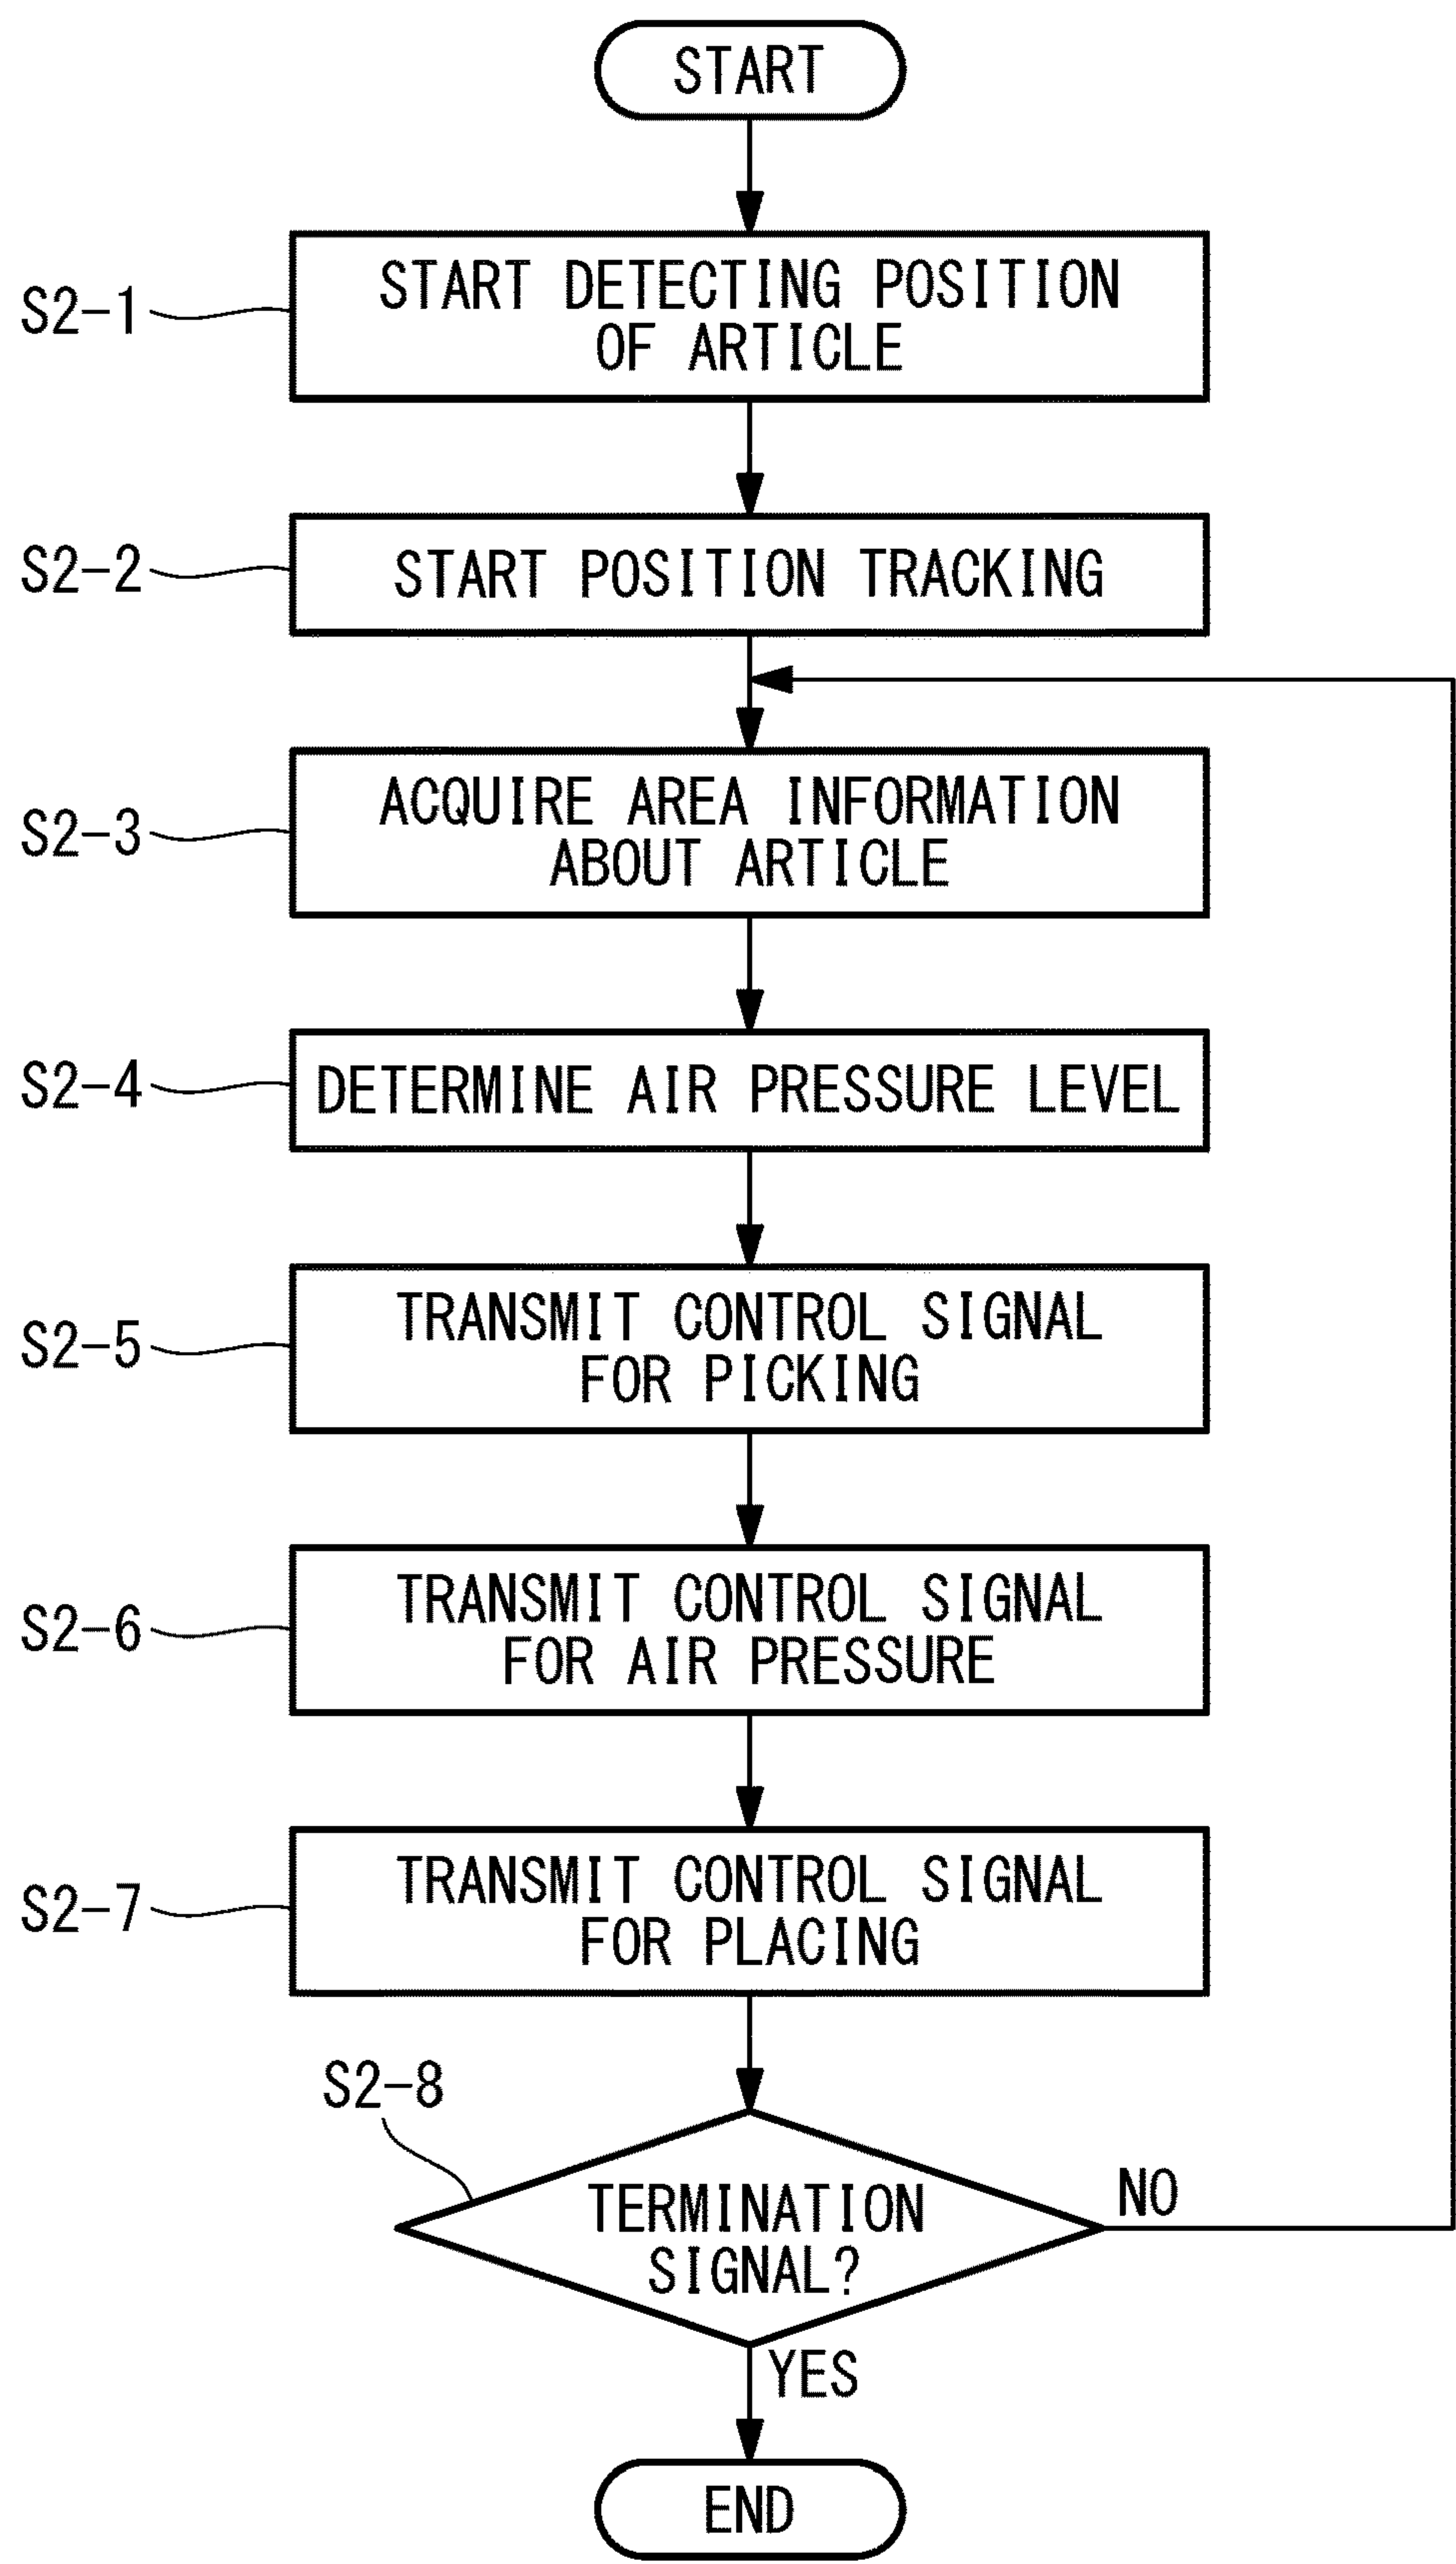 START
S2-1
START DETECTING POSITION
OF ARTICLE
S2-2
START POSITION TRACKING
S2-3
ACQUIRE AREA INFORMATION
ABOUT ARTICLE
S2-4
DETERMINE AIR PRESSURE LEVEL
S2-5
TRANSMIT CONTROL SIGNAL
FOR PICKING
S2-6
TRANSMIT CONTROL SIGNAL
FOR AIR PRESSURE
S2-7
TRANSMIT CONTROL SIGNAL
FOR PLACING
S2-8
TERMINATION
SIGNAL?
NO
YES
END